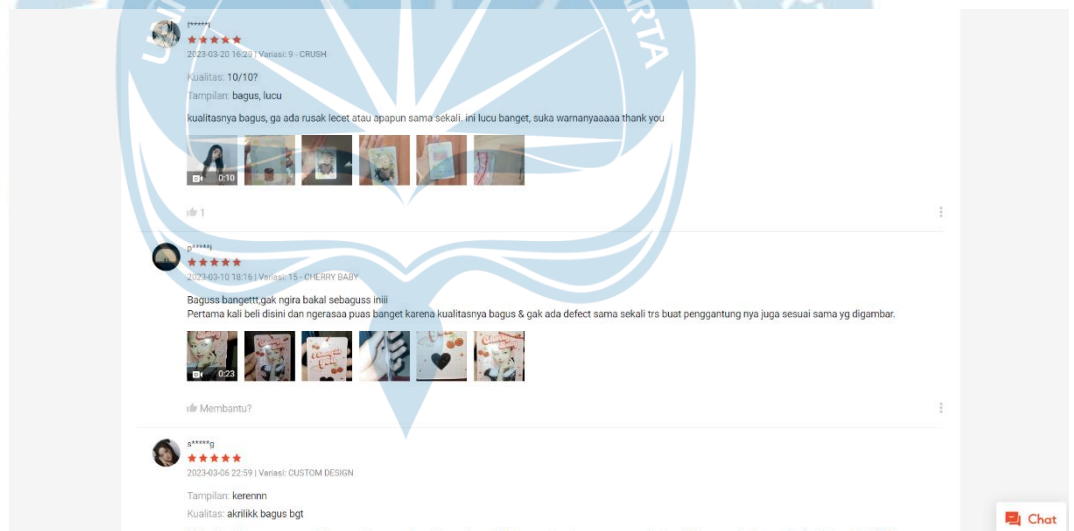 2023-03-20 16:29 | Variasi: 9 - CRUSH
Kualitas: 10/10?
Tampilan: bagus, lucu
kualitasnya bagus, ga ada rusak lecet atau apapun sama sekali. ini lucu banget, suka warnanyaaaaa thank you
0:10
1
p*****i
2023-03-10 18:16 | Variasi: 15 - CHERRY BABY
Baguss bangettt,gak ngira bakal sebaguss iniii
Pertama kali beli disini dan ngerasaa puas banget karena kualitasnya bagus & gak ada defect sama sekali trs buat penggantung nya juga sesuai sama yg digambar.
0:23
Membantu?
s*****g
2023-03-06 22:59 | Variasi: CUSTOM DESIGN
Tampilan: kerennn
Kualitas: akrilikk bagus bgt
Chat